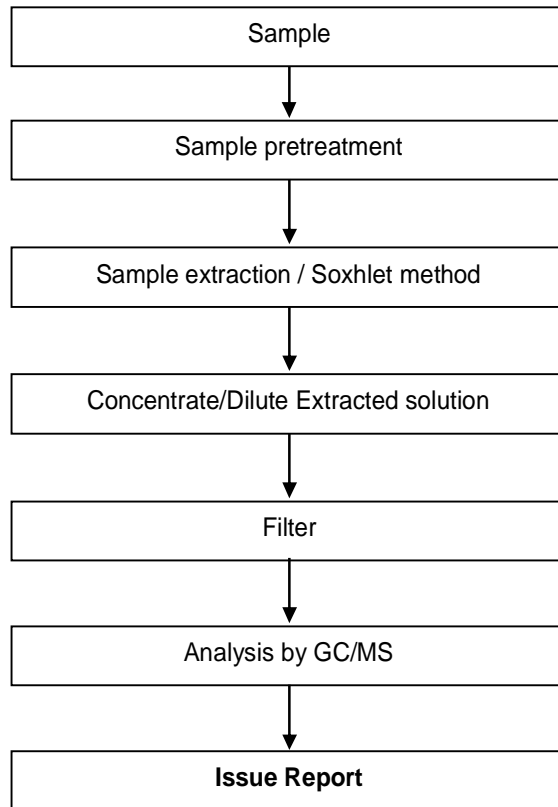 Sample
Sample pretreatment
Sample extraction / Soxhlet method
Concentrate/Dilute Extracted solution
Filter
Analysis by GC/MS
Issue Report